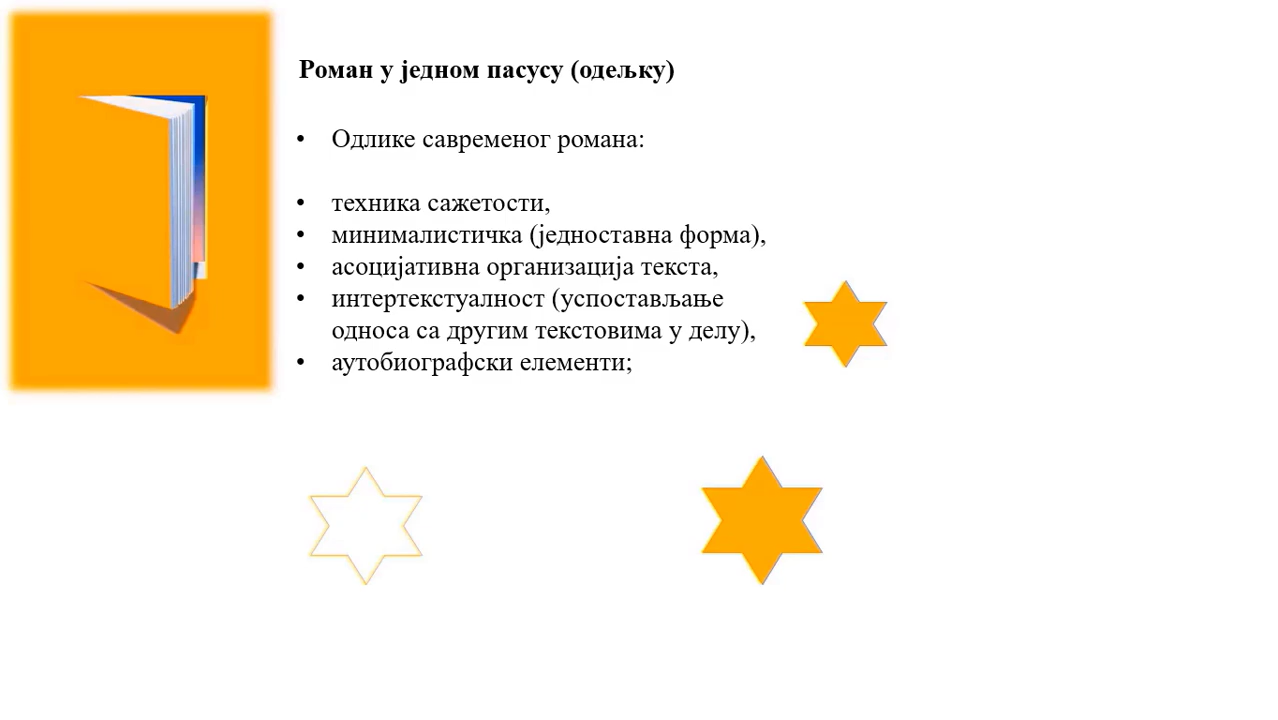 Роман у једном пасусу (одељку)
• Одлике савременог романа:
• техника сажетости,
• минималистичка (једноставна форма),
• асоцијативна организација текста,
• интертекстуалност (успостављање
односа са другим текстовима у делу),
• аутобиографски елементи;